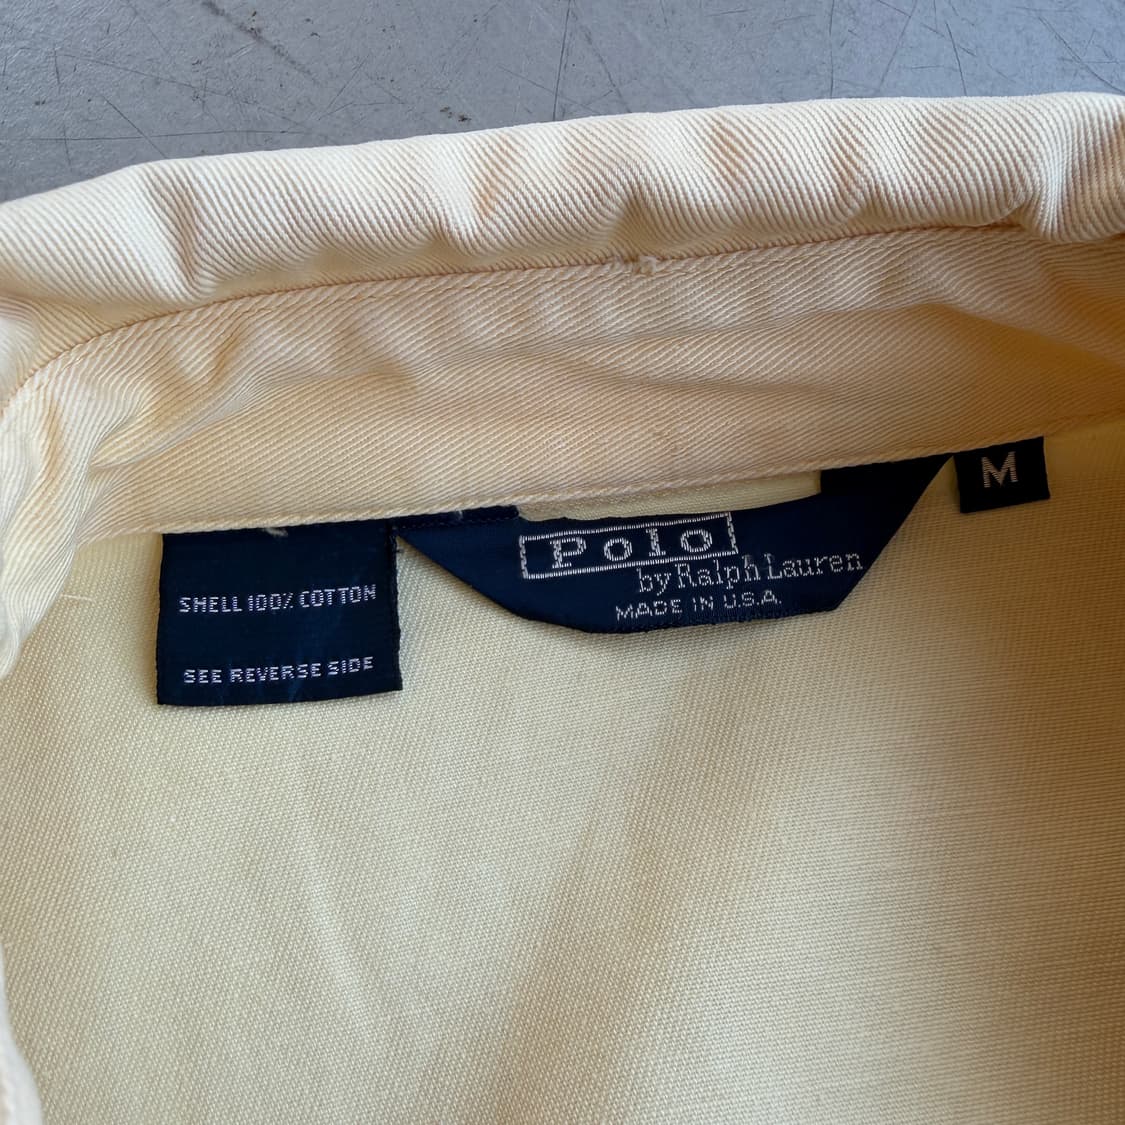 SHELL 100% COTTON
SEE REVERSE SIDE
Polo
by Ralph Lauren
MADE IN U.S.A.
M